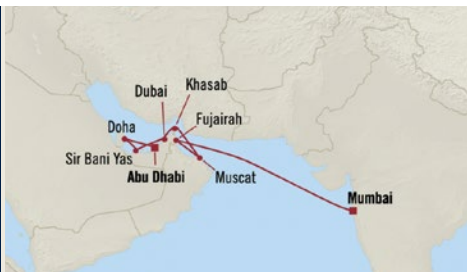 Dubai
Khasab
Doha
Fujairah
Sir Bani Yas
Abu Dhabi
Muscat
Mumbai